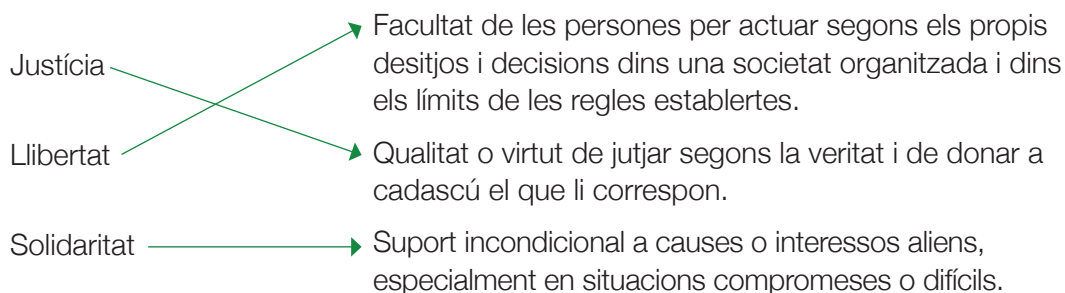 Justícia
Llibertat
Solidaritat
Facultat de les persones per actuar segons els propis
desitjos i decisions dins una societat organitzada i dins
els límits de les regles establertes.
Qualitat o virtut de jutjar segons la veritat i de donar a
cadascú el que li correspon.
Suport incondicional a causes o interessos aliens,
especialment en situacions compromeses o difícils.